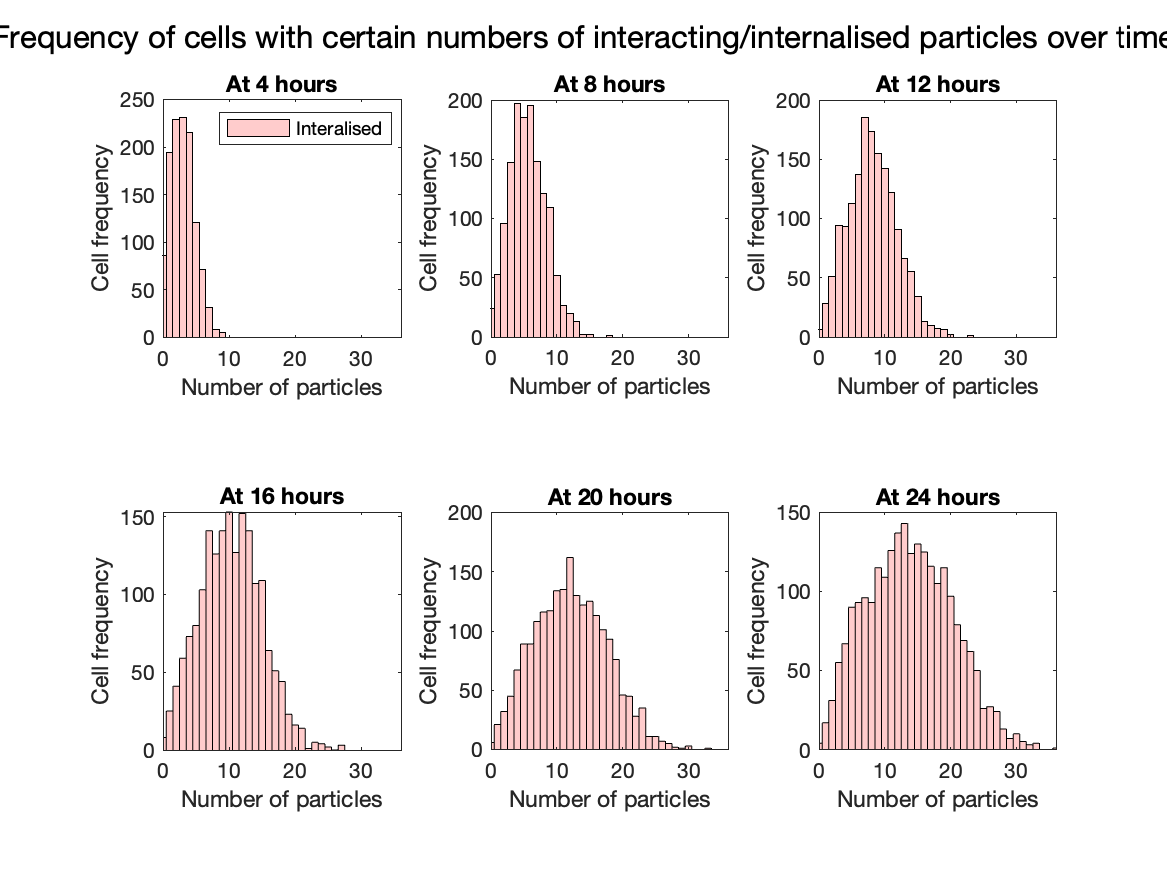 Frequency of cells with certain numbers of interacting/internalised particles over time
At 4 hours
250
200
150
100
50
0
Cell frequency
Interalised
0 10 20 30
Number of particles
At 8 hours
200
150
100
50
0
Cell frequency
0 10 20 30
Number of particles
At 12 hours
200
150
100
50
0
Cell frequency
0 10 20 30
Number of particles
At 16 hours
150
100
50
0
Cell frequency
0 10 20 30
Number of particles
At 20 hours
200
150
100
50
0
Cell frequency
0 10 20 30
Number of particles
At 24 hours
150
100
50
0
Cell frequency
0 10 20 30
Number of particles